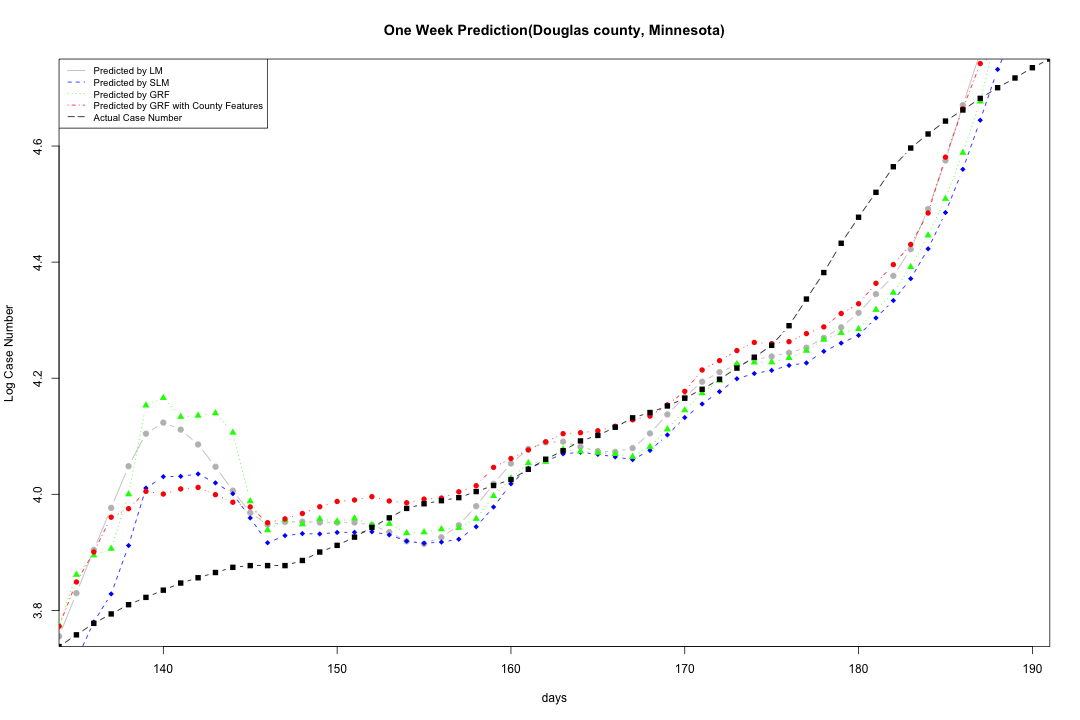 One Week Prediction(Douglas county, Minnesota)
Predicted by LM
Predicted by SLM
Predicted by GRF
Predicted by GRF with County Features
Actual Case Number
4.6
4.4
4.2
4.0
3.8
Log Case Number
140 150 160 170 180 190
days